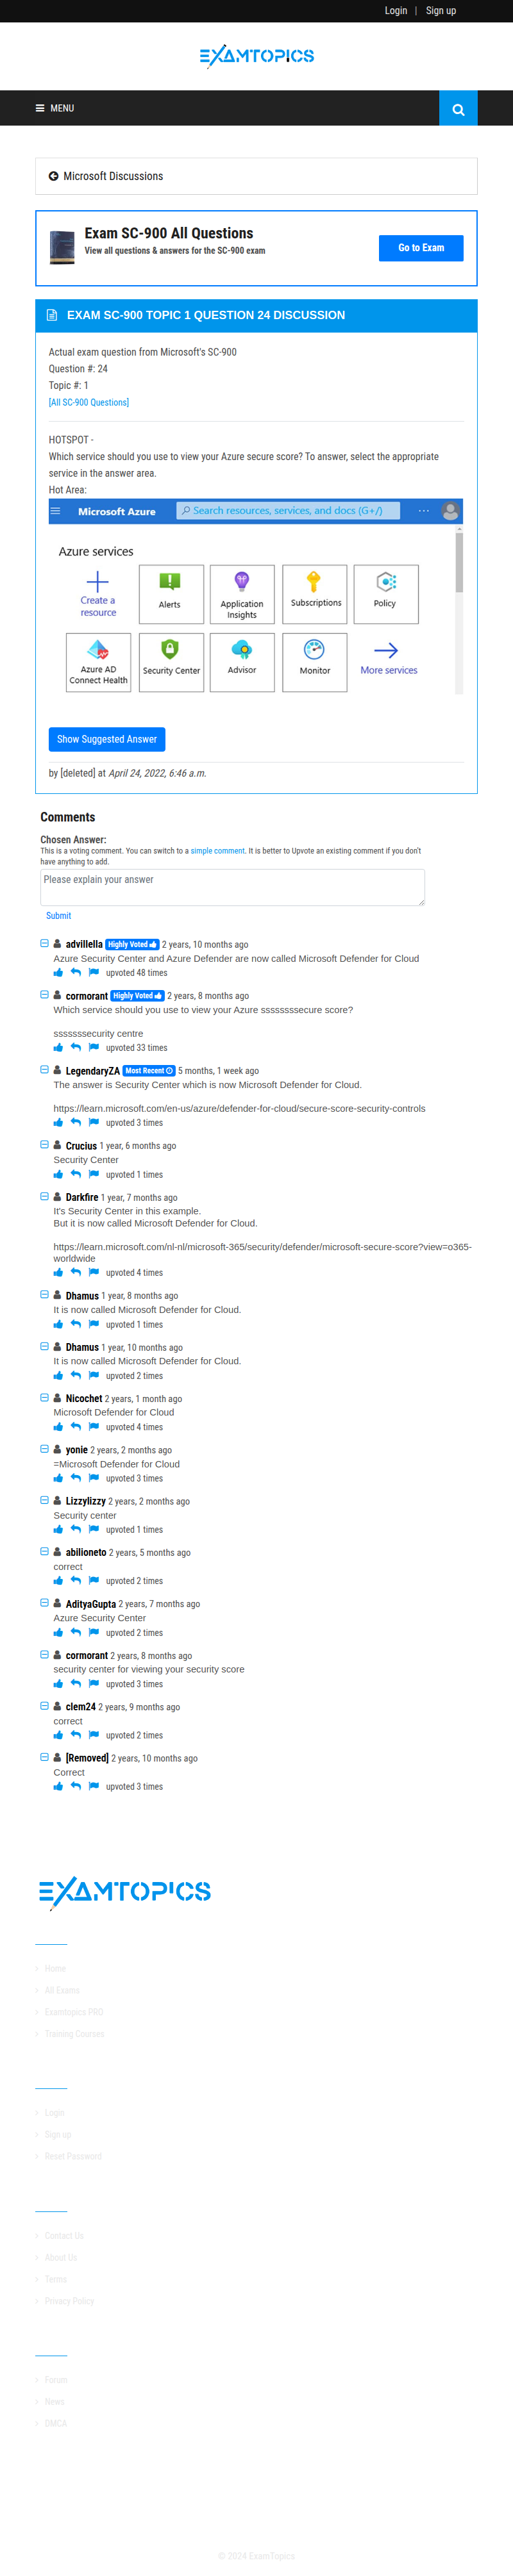 Login | Sign up
EXAMTOPICS
MENU
Microsoft Discussions
Exam SC-900 All Questions
View all questions & answers for the SC-900 exam
Go to Exam
EXAM SC-900 TOPIC 1 QUESTION 24 DISCUSSION
Actual exam question from Microsoft's SC-900
Question #: 24
Topic #: 1
[All SC-900 Questions]
HOTSPOT -
Which service should you use to view your Azure secure score? To answer, select the appropriate
service in the answer area.
Hot Area:
Microsoft Azure
Search resources, services, and docs (G+/)
Azure services
Create a resource
Alerts
Application Insights
Subscriptions
Policy
Azure AD Connect Health
Security Center
Advisor
Monitor
More services
Show Suggested Answer
by [deleted] at April 24, 2022, 6:46 a.m.
Comments
Chosen Answer:
This is a voting comment. You can switch to a simple comment. It is better to Upvote an existing comment if you don't
have anything to add.
Please explain your answer
Submit
advillella Highly Voted 2 years, 10 months ago
Azure Security Center and Azure Defender are now called Microsoft Defender for Cloud
upvoted 48 times
cormorant Highly Voted 2 years, 8 months ago
Which service should you use to view your Azure sssssssssecure score?
ssssssssecurity centre
upvoted 33 times
LegendaryZA Most Recent 5 months, 1 week ago
The answer is Security Center which is now Microsoft Defender for Cloud.
https://learn.microsoft.com/en-us/azure/defender-for-cloud/secure-score-security-controls
upvoted 3 times
Crucius 1 year, 6 months ago
Security Center
upvoted 1 times
Darkfire 1 year, 7 months ago
It's Security Center in this example.
But it is now called Microsoft Defender for Cloud.
https://learn.microsoft.com/nl-nl/microsoft-365/security/defender/microsoft-secure-score?view=o365-
worldwide
upvoted 4 times
Dhamus 1 year, 8 months ago
It is now called Microsoft Defender for Cloud.
upvoted 1 times
Dhamus 1 year, 10 months ago
It is now called Microsoft Defender for Cloud.
upvoted 2 times
Nicochet 2 years, 1 month ago
Microsoft Defender for Cloud
upvoted 4 times
yonie 2 years, 2 months ago
=Microsoft Defender for Cloud
upvoted 3 times
Lizzylizzy 2 years, 2 months ago
Security center
upvoted 1 times
abilioneto 2 years, 5 months ago
correct
upvoted 2 times
AdityaGupta 2 years, 7 months ago
Azure Security Center
upvoted 2 times
cormorant 2 years, 8 months ago
security center for viewing your security score
upvoted 3 times
clem24 2 years, 9 months ago
correct
upvoted 2 times
[Removed] 2 years, 10 months ago
Correct
upvoted 3 times
EXAMTOPICS
Home
All Exams
Examtopics PRO
Training Courses
Login
Sign up
Reset Password
Contact Us
About Us
Terms
Privacy Policy
Forum
News
DMCA
© 2024 ExamTopics